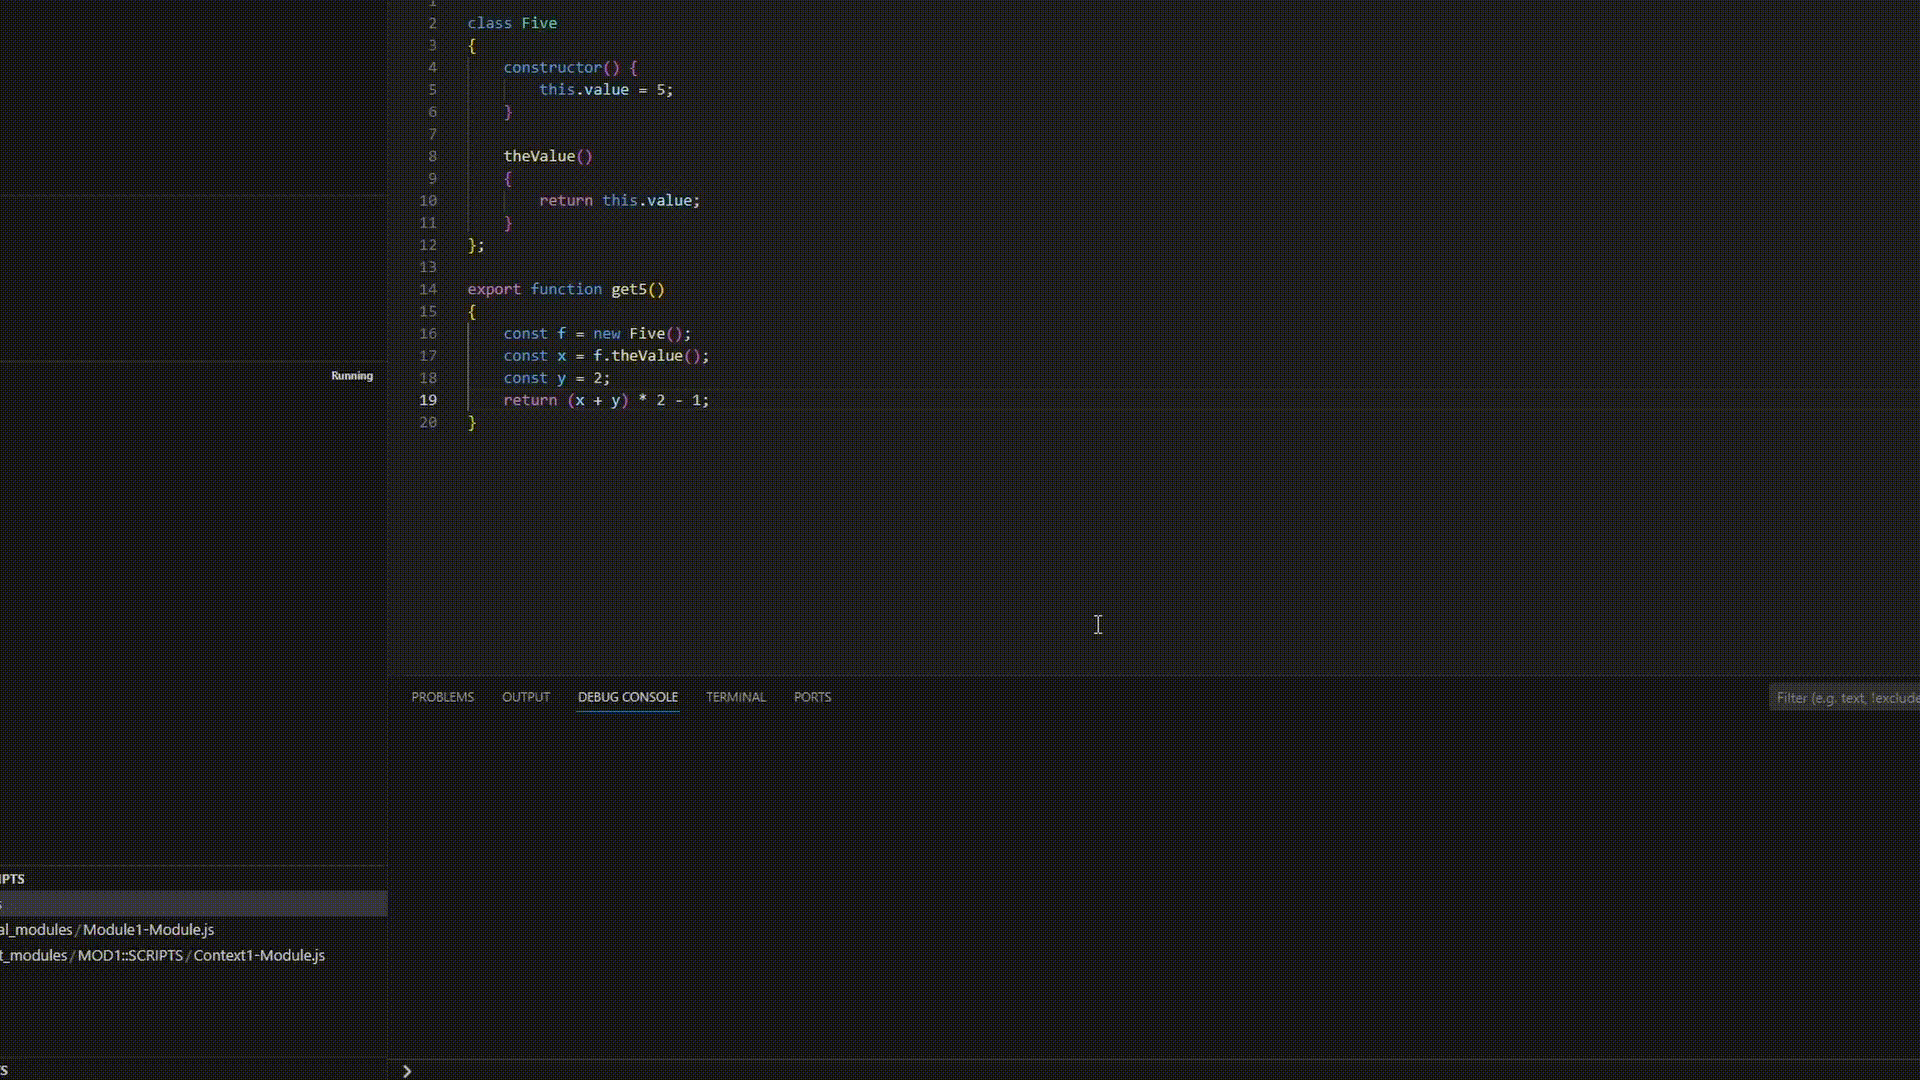 1
2 class Five
3 {
4 constructor() {
5 this.value = 5;
6 }
7
8 theValue()
9 {
10 return this.value;
11 }
12 };
13
14 export function get5()
15 {
16 const f = new Five();
17 const x = f.theValue();
18 const y = 2;
19 return (x + y) * 2 - 1;
20 }
Running
PROBLEMS OUTPUT DEBUG CONSOLE TERMINAL PORTS
Filter (e.g. text, !exclude
IPTS
s
al_modules/Module1-Module.js
t_modules/MOD1::SCRIPTS/Context1-Module.js
TS